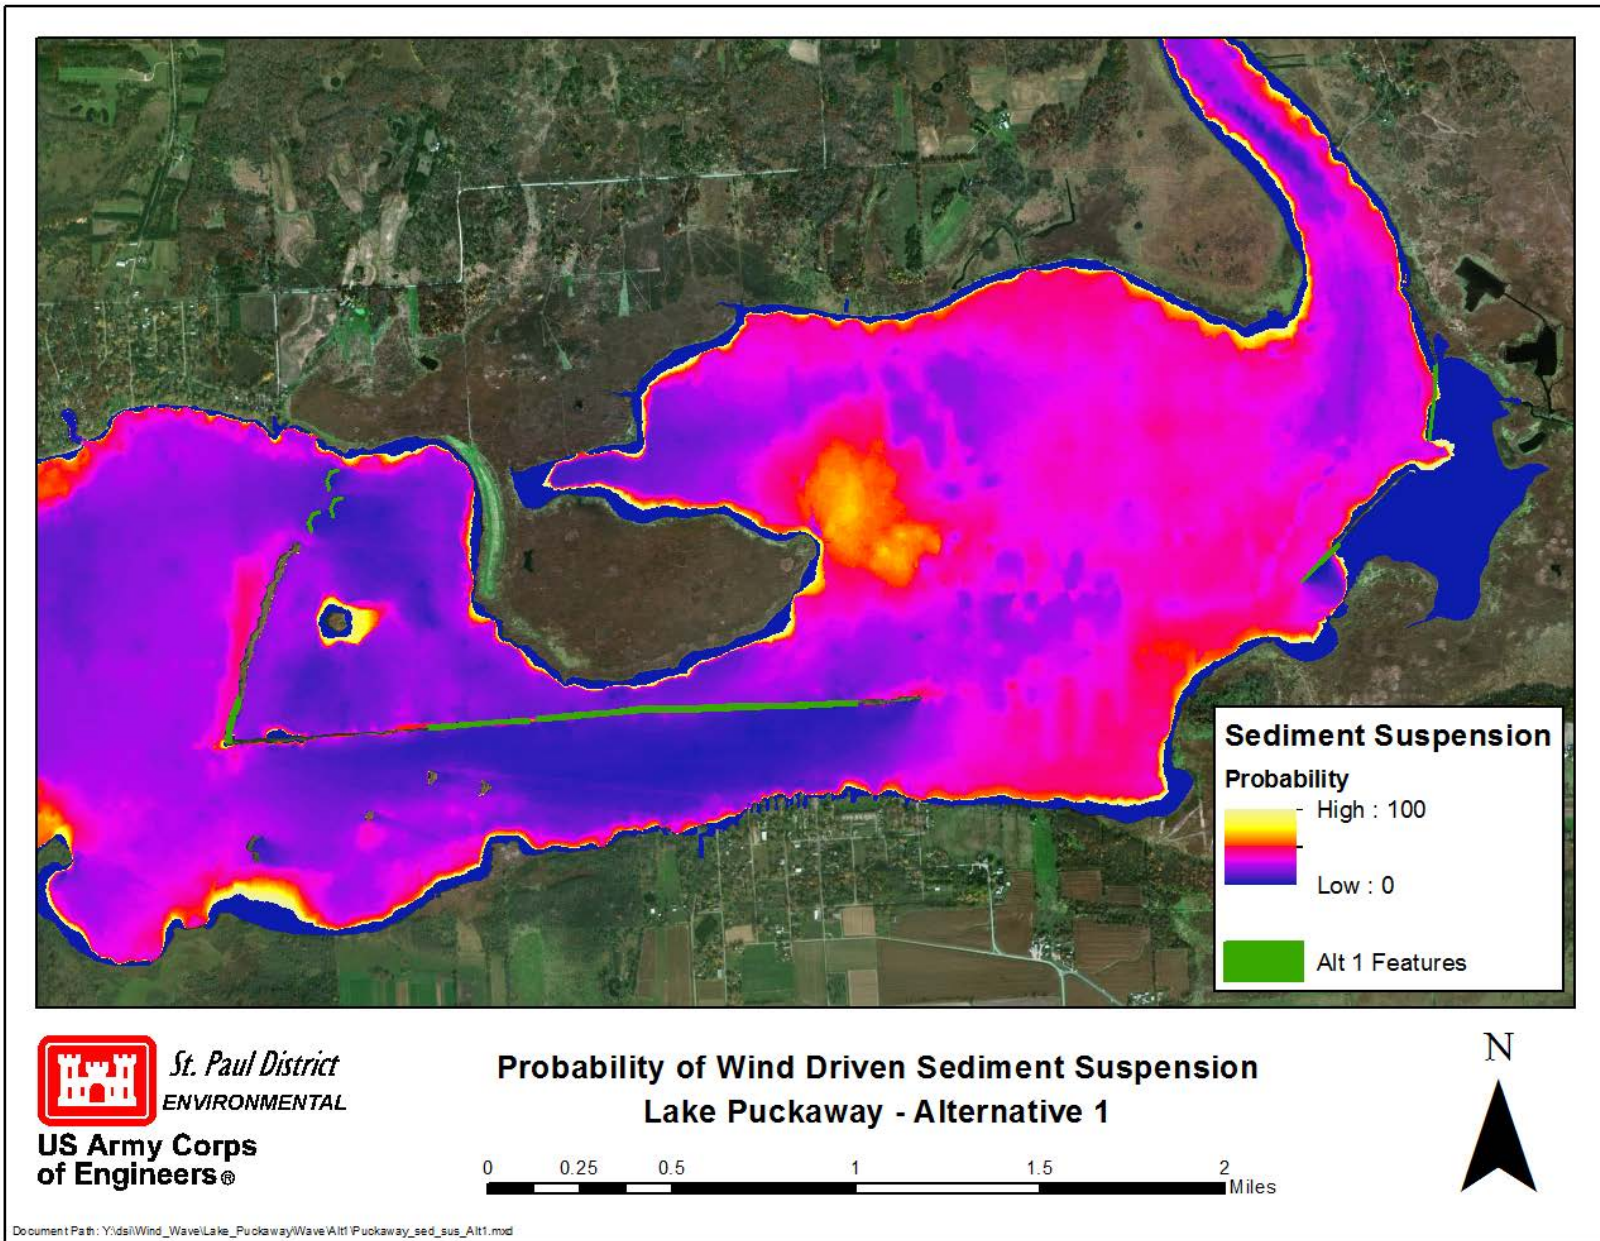 Sediment Suspension
Probability
High : 100
Low : 0
Alt 1 Features
St. Paul District
ENVIRONMENTAL
US Army Corps
of Engineers®
Probability of Wind Driven Sediment Suspension
Lake Puckaway - Alternative 1
0 0.25 0.5 1 1.5 2
Miles
N
Document Path: Y:\dsi\Wind_Wave\Lake_Puckaway\Wave\Alt1\Puckaway_sed_sus_Alt1.mxd